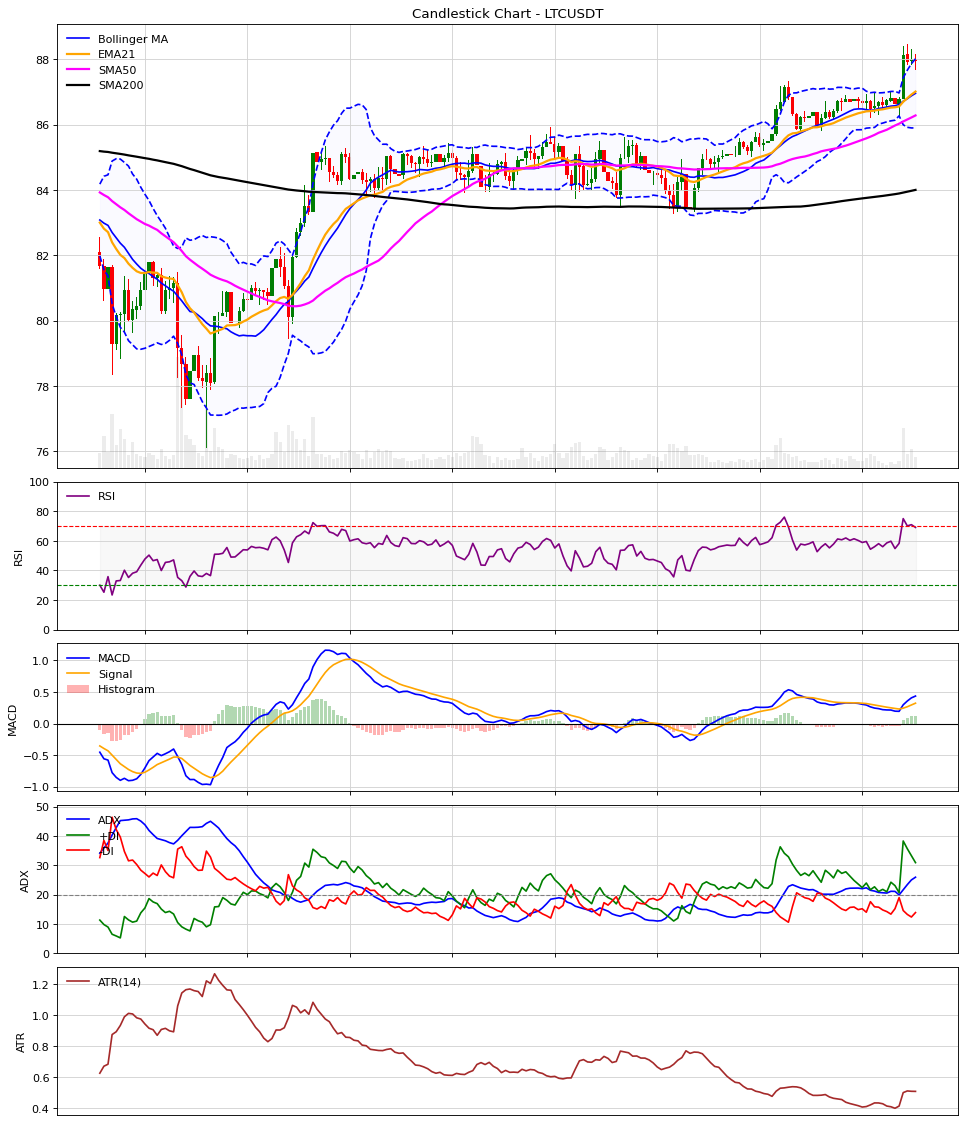 Candlestick Chart - LTCUSDT
Bollinger MA
EMA21
SMA50
SMA200
88
86
84
82
80
78
76
RSI
100
80
60
40
20
0
RSI
MACD
Signal
Histogram
1.0
0.5
0.0
−0.5
−1.0
MACD
ADX
+DI
-DI
50
40
30
20
10
0
ADX
ATR(14)
1.2
1.0
0.8
0.6
0.4
ATR